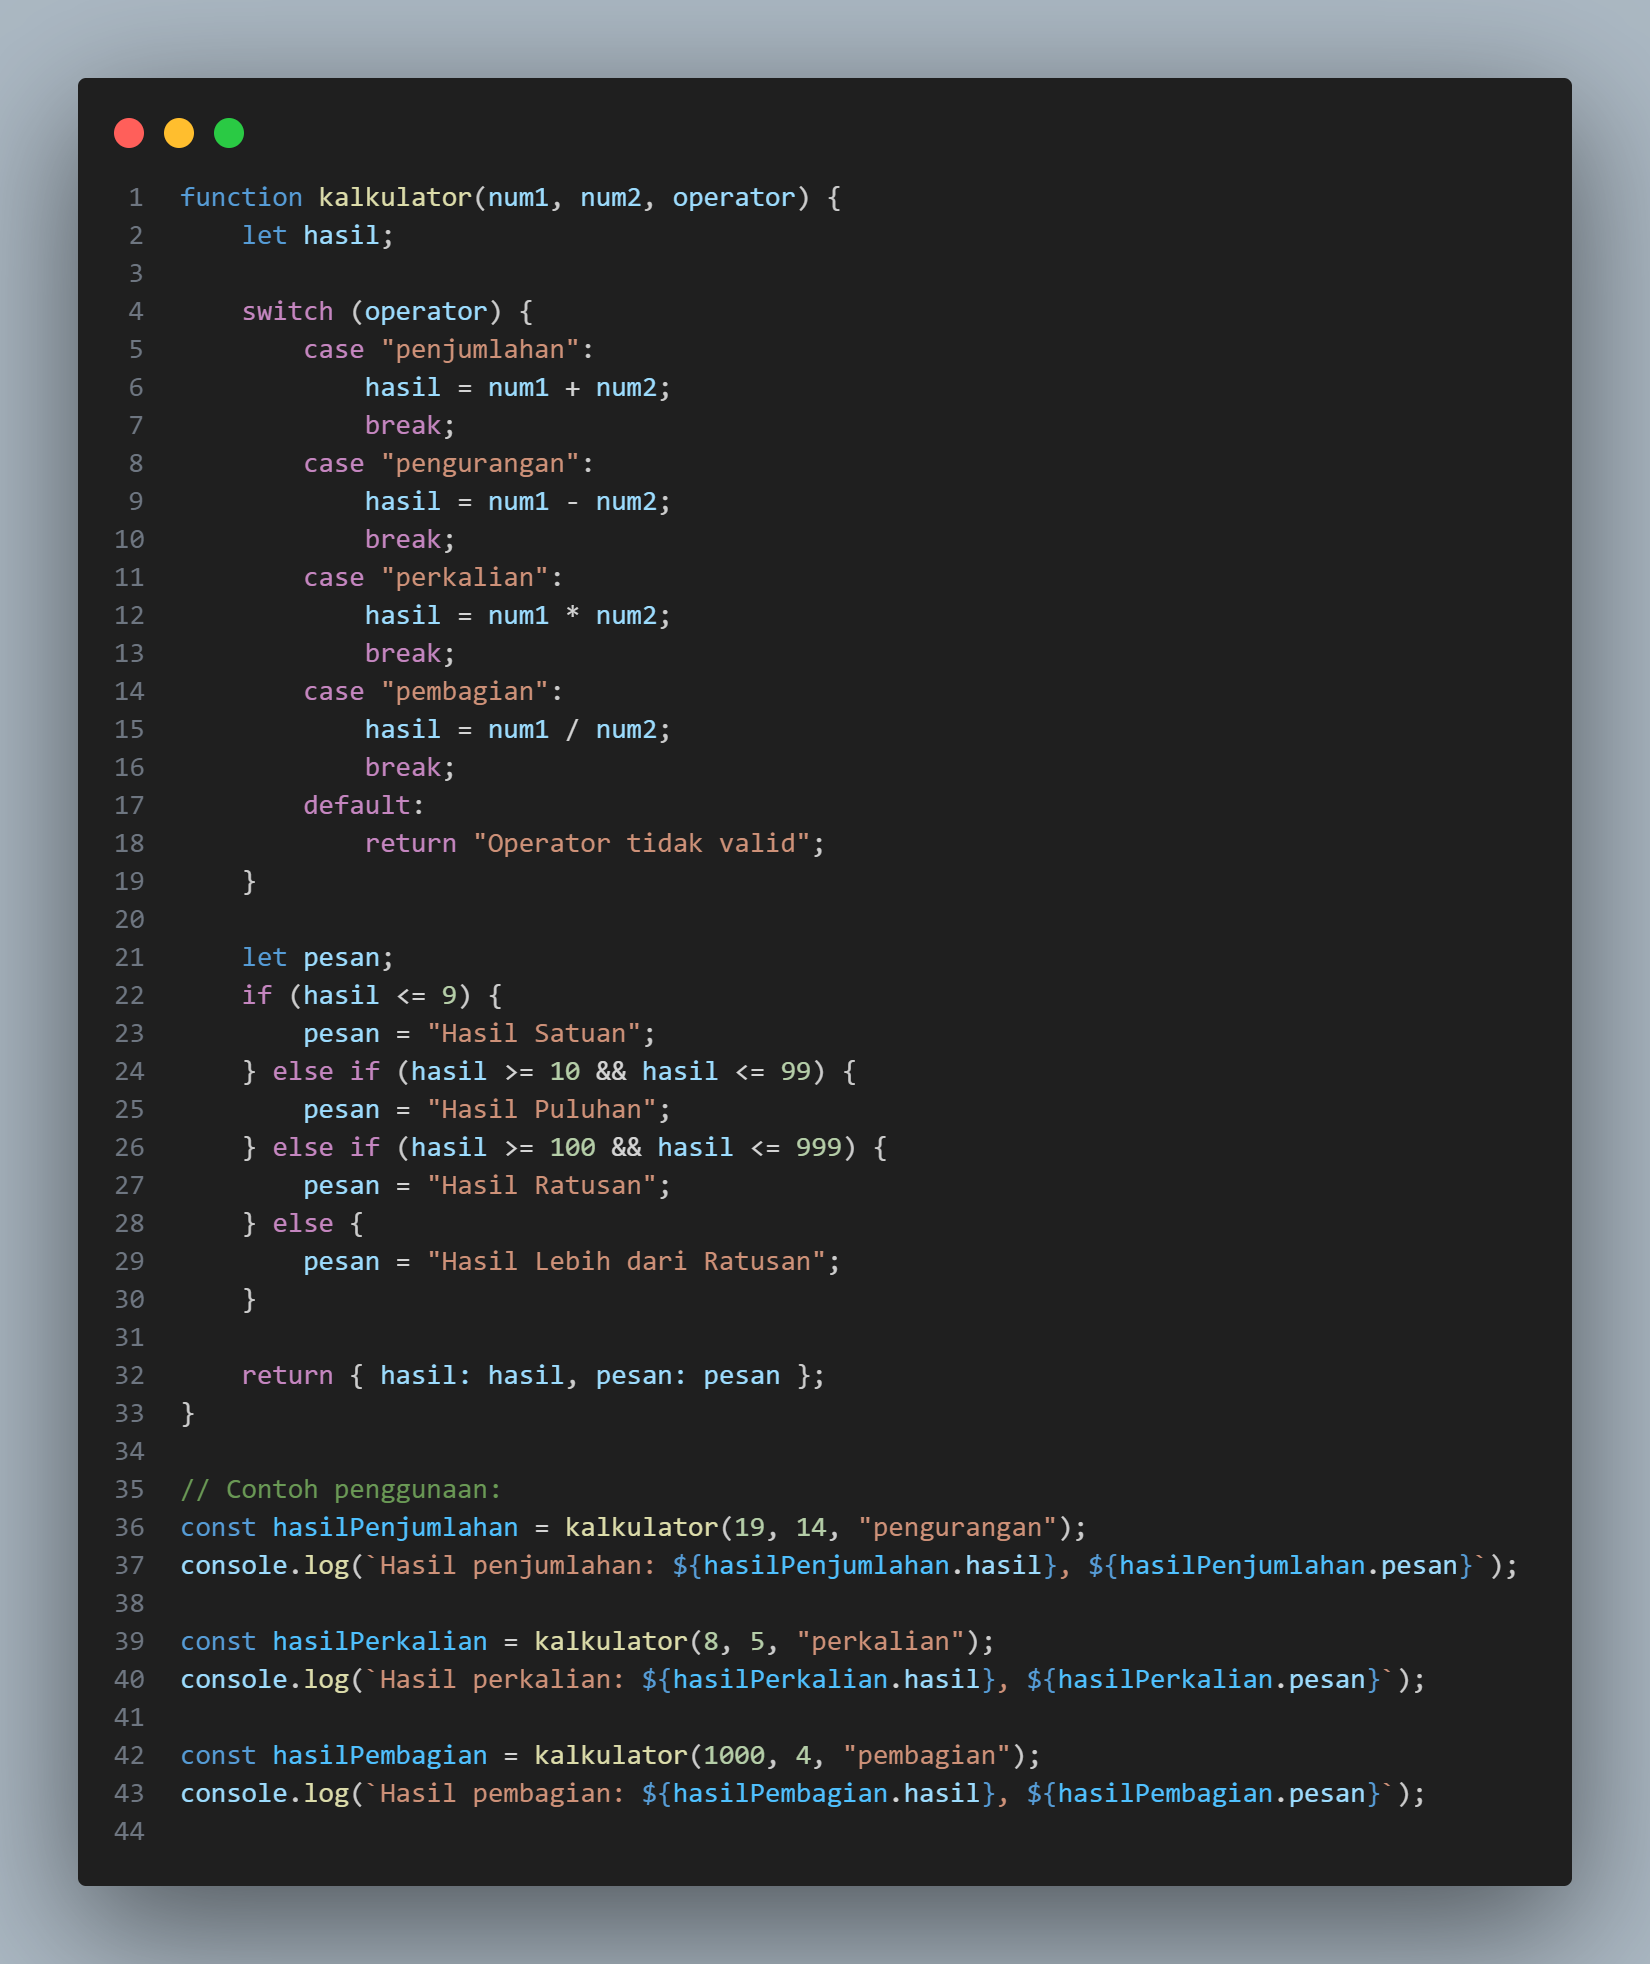 1 function kalkulator(num1, num2, operator) {
2     let hasil;
3
4     switch (operator) {
5         case "penjumlahan":
6             hasil = num1 + num2;
7             break;
8         case "pengurangan":
9             hasil = num1 - num2;
10             break;
11         case "perkalian":
12             hasil = num1 * num2;
13             break;
14         case "pembagian":
15             hasil = num1 / num2;
16             break;
17         default:
18             return "Operator tidak valid";
19     }
20
21     let pesan;
22     if (hasil <= 9) {
23         pesan = "Hasil Satuan";
24     } else if (hasil >= 10 && hasil <= 99) {
25         pesan = "Hasil Puluhan";
26     } else if (hasil >= 100 && hasil <= 999) {
27         pesan = "Hasil Ratusan";
28     } else {
29         pesan = "Hasil Lebih dari Ratusan";
30     }
31
32     return { hasil: hasil, pesan: pesan };
33 }
34
35 // Contoh penggunaan:
36 const hasilPenjumlahan = kalkulator(19, 14, "pengurangan");
37 console.log(`Hasil penjumlahan: ${hasilPenjumlahan.hasil}, ${hasilPenjumlahan.pesan}`);
38
39 const hasilPerkalian = kalkulator(8, 5, "perkalian");
40 console.log(`Hasil perkalian: ${hasilPerkalian.hasil}, ${hasilPerkalian.pesan}`);
41
42 const hasilPembagian = kalkulator(1000, 4, "pembagian");
43 console.log(`Hasil pembagian: ${hasilPembagian.hasil}, ${hasilPembagian.pesan}`);
44